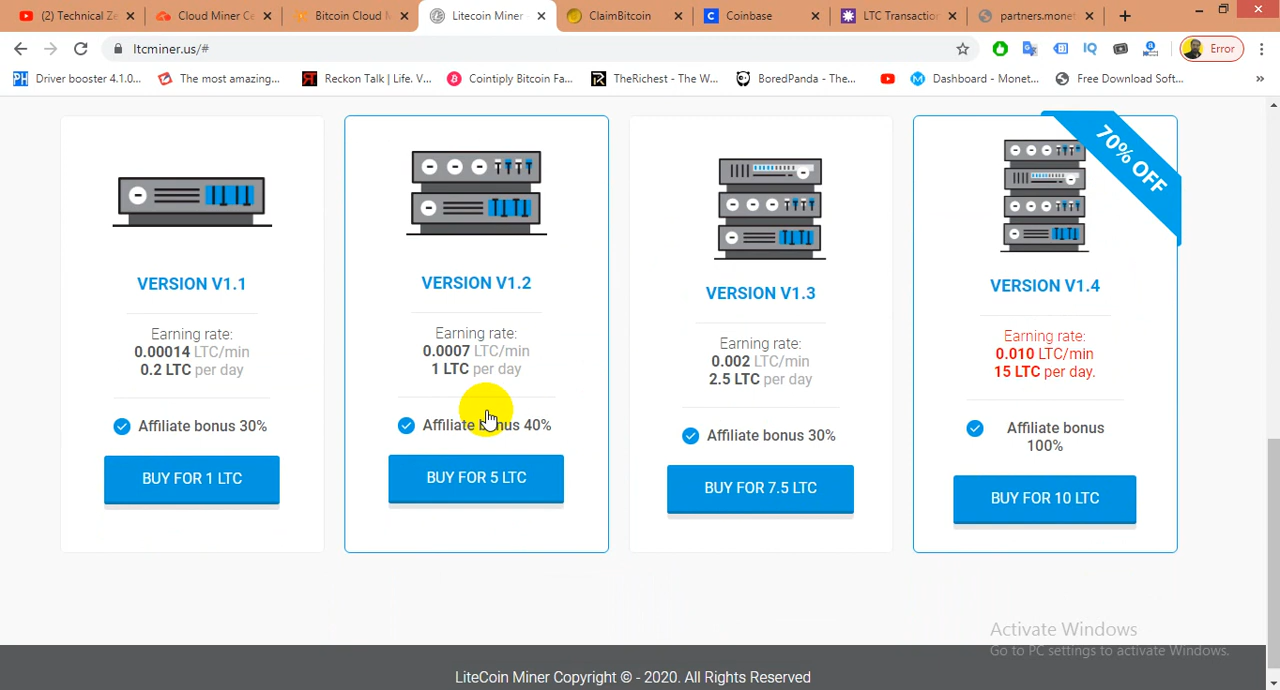 (2) Technical Ze
Cloud Miner Ce
Bitcoin Cloud M
Litecoin Miner -
ClaimBitcoin
Coinbase
LTC Transaction
partners.monet
ltcminer.us/#
IQ
Error
PH Driver booster 4.1.0...
The most amazing...
Reckon Talk | Life. V...
Cointiply Bitcoin Fa...
TheRichest - The W...
BoredPanda - The...
Dashboard - Monet...
Free Download Soft...
»
70% OFF
VERSION V1.1
Earning rate:
0.00014 LTC/min
0.2 LTC per day
Affiliate bonus 30%
BUY FOR 1 LTC
VERSION V1.2
Earning rate:
0.0007 LTC/min
1 LTC per day
Affiliate bonus 40%
BUY FOR 5 LTC
VERSION V1.3
Earning rate:
0.002 LTC/min
2.5 LTC per day
Affiliate bonus 30%
BUY FOR 7.5 LTC
VERSION V1.4
Earning rate:
0.010 LTC/min
15 LTC per day.
Affiliate bonus
100%
BUY FOR 10 LTC
Activate Windows
Go to PC settings to activate Windows.
LiteCoin Miner Copyright © - 2020. All Rights Reserved